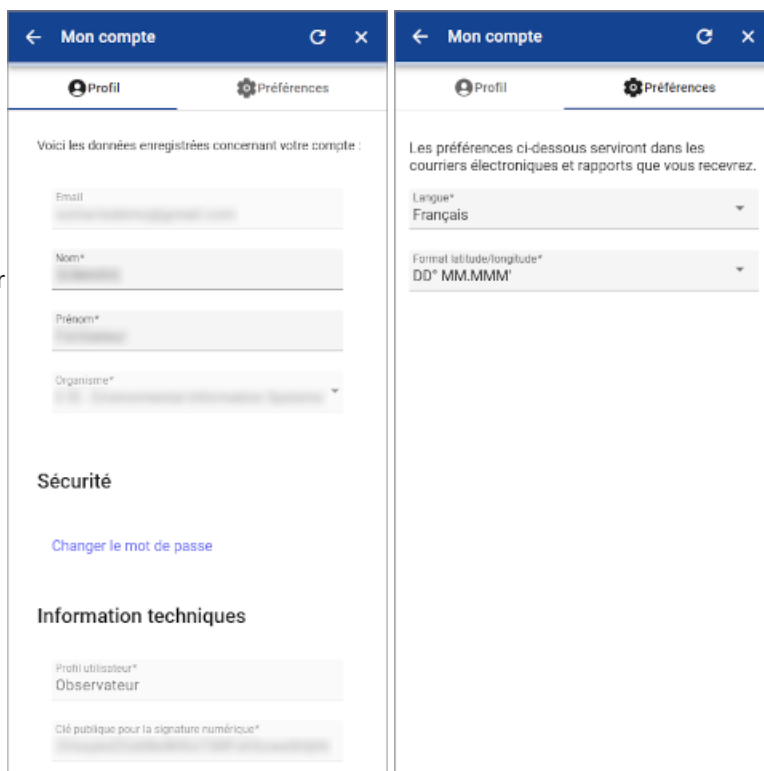 Mon compte
Profil
Préférences
Voici les données enregistrées concernant votre compte :
Email
Nom*
Prénom*
Organisme*
Sécurité
Changer le mot de passe
Information techniques
Profil utilisateur*
Observateur
Clé publique pour la signature numérique*
Mon compte
Profil
Préférences
Les préférences ci-dessous serviront dans les
courriers électroniques et rapports que vous recevrez.
Langue*
Français
Format latitude/longitude*
DD° MM.MMM'
r